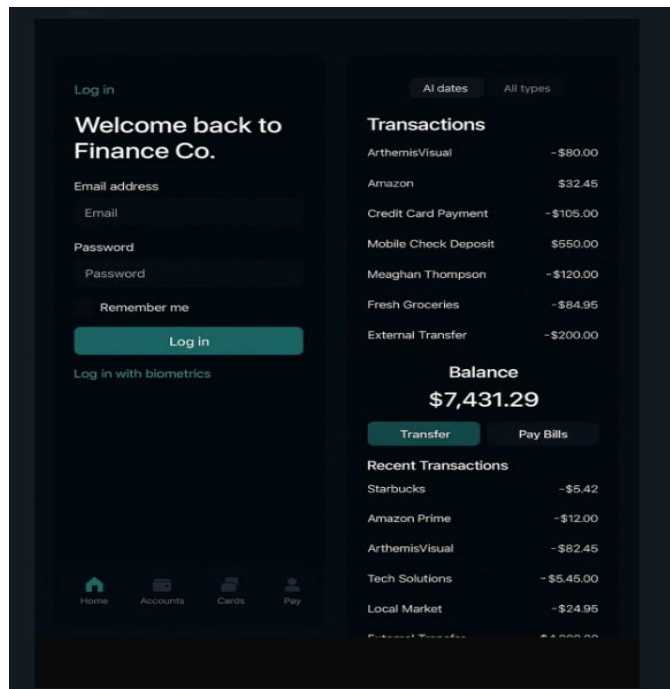 Log in
Welcome back to
Finance Co.
Email address
Email
Password
Password
Remember me
Log in
Log in with biometrics
Home Accounts Cards Pay
Al dates All types
Transactions
ArthemisVisual -$80.00
Amazon $32.45
Credit Card Payment -$105.00
Mobile Check Deposit $550.00
Meaghan Thompson -$120.00
Fresh Groceries -$84.95
External Transfer -$200.00
Balance
$7,431.29
Transfer Pay Bills
Recent Transactions
Starbucks -$5.42
Amazon Prime -$12.00
ArthemisVisual -$82.45
Tech Solutions -$5.45.00
Local Market -$24.95
External Transfer